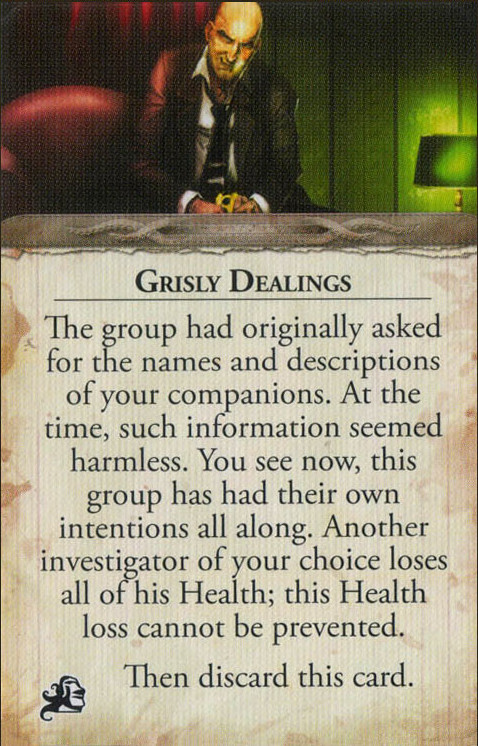 Grisly Dealings
The group had originally asked
for the names and descriptions
of your companions. At the
time, such information seemed
harmless. You see now, this
group has had their own
intentions all along. Another
investigator of your choice loses
all of his Health; this Health
loss cannot be prevented.
Then discard this card.